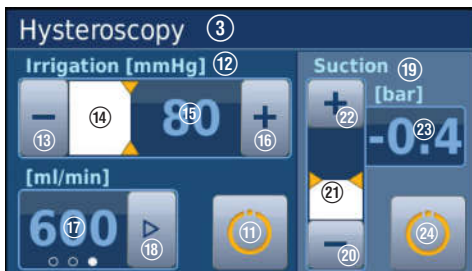 Hysteroscopy ③
Irrigation [mmHg] ⑫
Suction ⑲
[bar]
− ⑬ ⑭ 80 ⑮ + ⑯
+ ㉒ -0.4 ㉓
[ml/min]
600 ⑰ ▷ ⑱ ⑪
㉑
− ⑳ ㉔